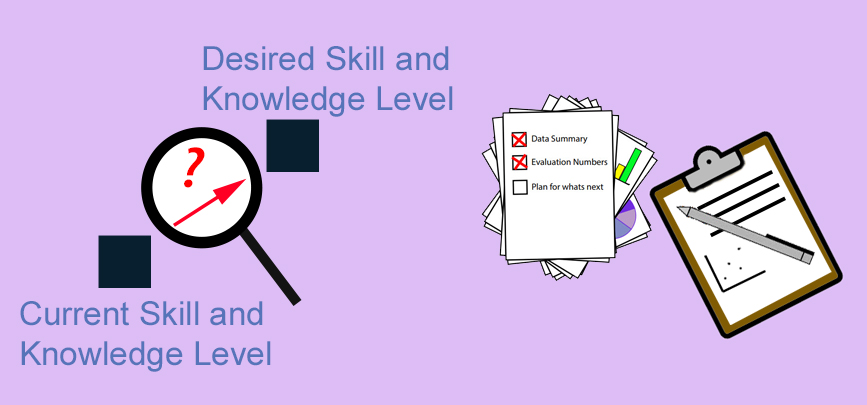 Desired Skill and
Knowledge Level
?
Current Skill and
Knowledge Level
Data Summary
Evaluation Numbers
Plan for whats next